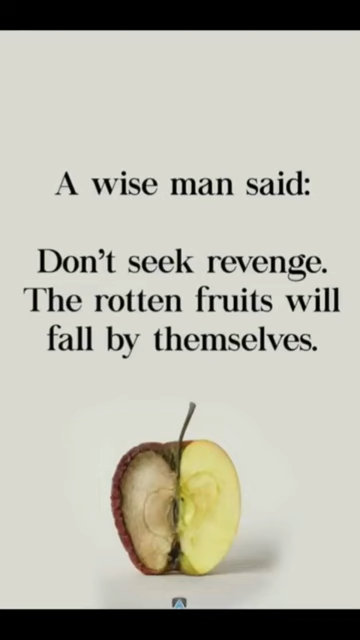 A wise man said:
Don't seek revenge.
The rotten fruits will
fall by themselves.